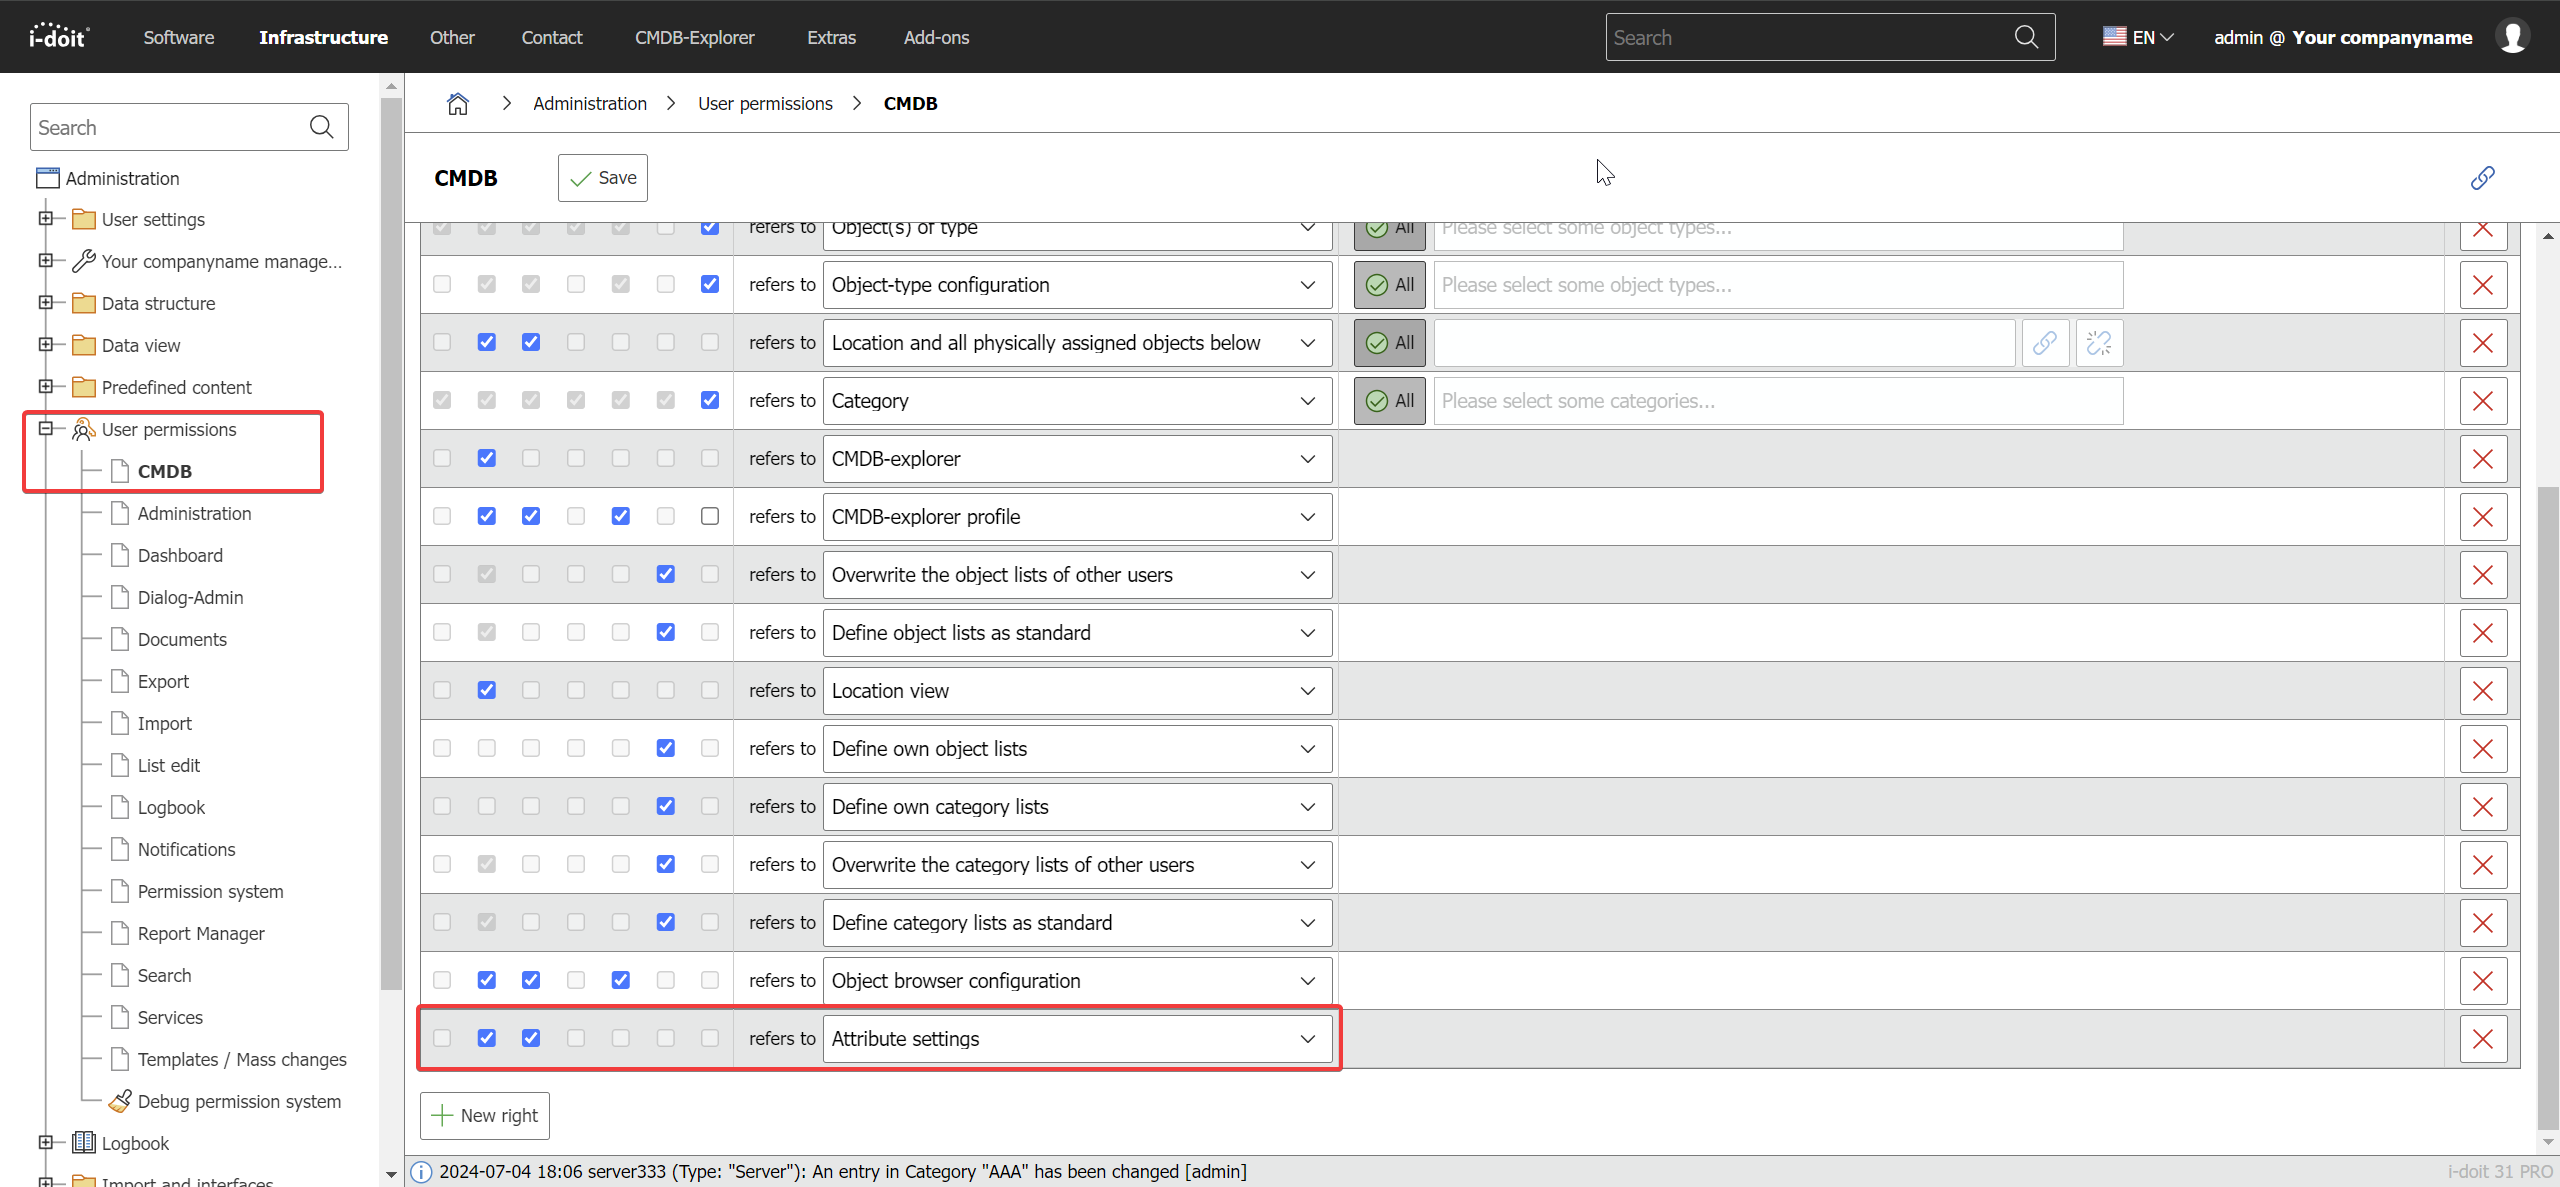 i-doit Software Infrastructure Other Contact CMDB-Explorer Extras Add-ons Search EN admin @ Your companyname
Search
Administration
User settings
Your companyname manage...
Data structure
Data view
Predefined content
User permissions
CMDB
Administration
Dashboard
Dialog-Admin
Documents
Export
Import
List edit
Logbook
Notifications
Permission system
Report Manager
Search
Services
Templates / Mass changes
Debug permission system
Logbook
Import and interfaces
Administration User permissions CMDB
CMDB Save
refers to Object(s) of type All Please select some object types...
refers to Object-type configuration All Please select some object types...
refers to Location and all physically assigned objects below All
refers to Category All Please select some categories...
refers to CMDB-explorer
refers to CMDB-explorer profile
refers to Overwrite the object lists of other users
refers to Define object lists as standard
refers to Location view
refers to Define own object lists
refers to Define own category lists
refers to Overwrite the category lists of other users
refers to Define category lists as standard
refers to Object browser configuration
refers to Attribute settings
New right
2024-07-04 18:06 server333 (Type: "Server"): An entry in Category "AAA" has been changed [admin] i-doit 31 PRO